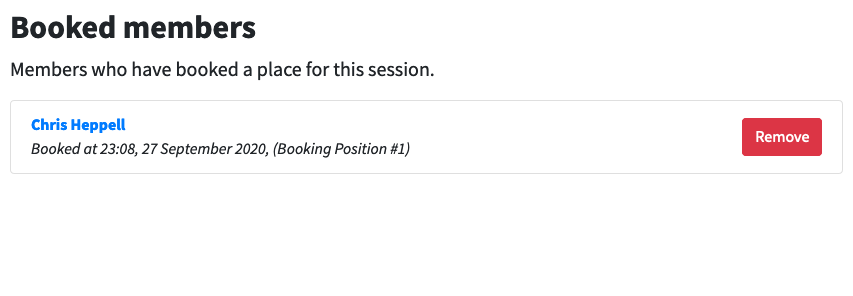 Booked members
Members who have booked a place for this session.
Chris Heppell
Booked at 23:08, 27 September 2020, (Booking Position #1)
Remove